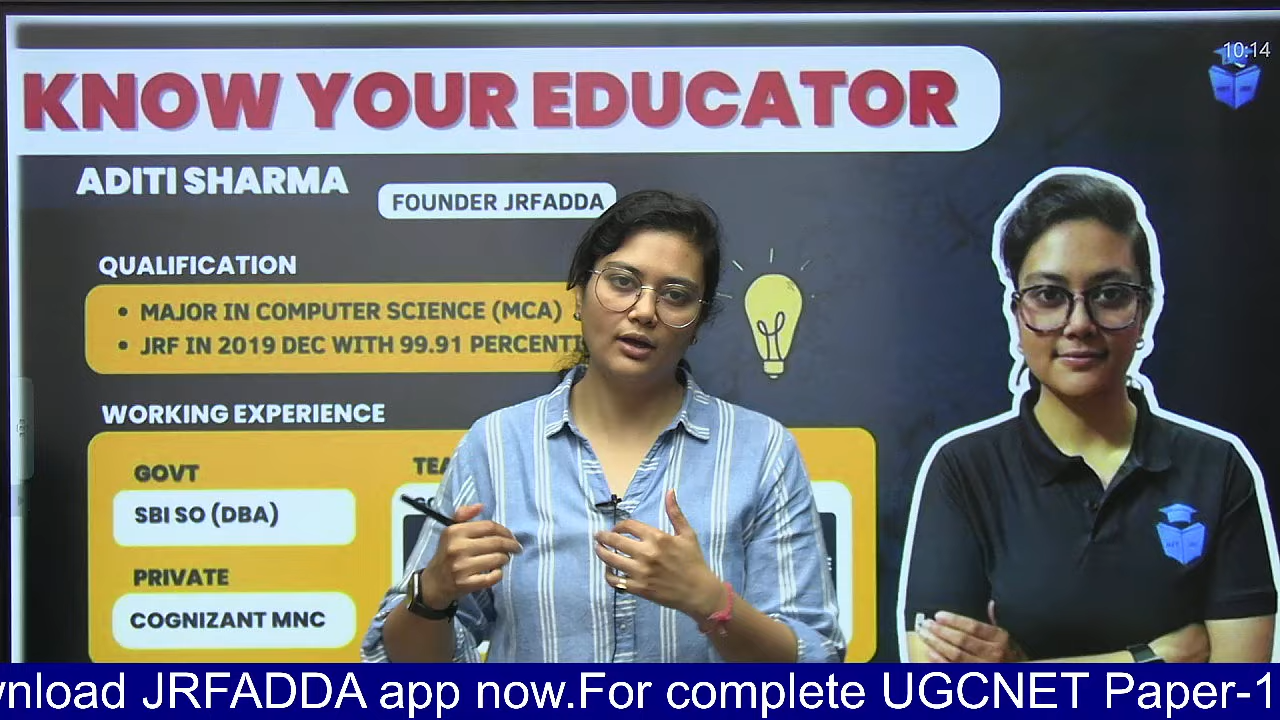 KNOW YOUR EDUCATOR
10:14
ADITI SHARMA
FOUNDER JRFADDA
QUALIFICATION
• MAJOR IN COMPUTER SCIENCE (MCA)
• JRF IN 2019 DEC WITH 99.91 PERCENTI
WORKING EXPERIENCE
GOVT
TEA
SBI SO (DBA)
PRIVATE
COGNIZANT MNC
wnload JRFADDA app now.For complete UGCNET Paper-1